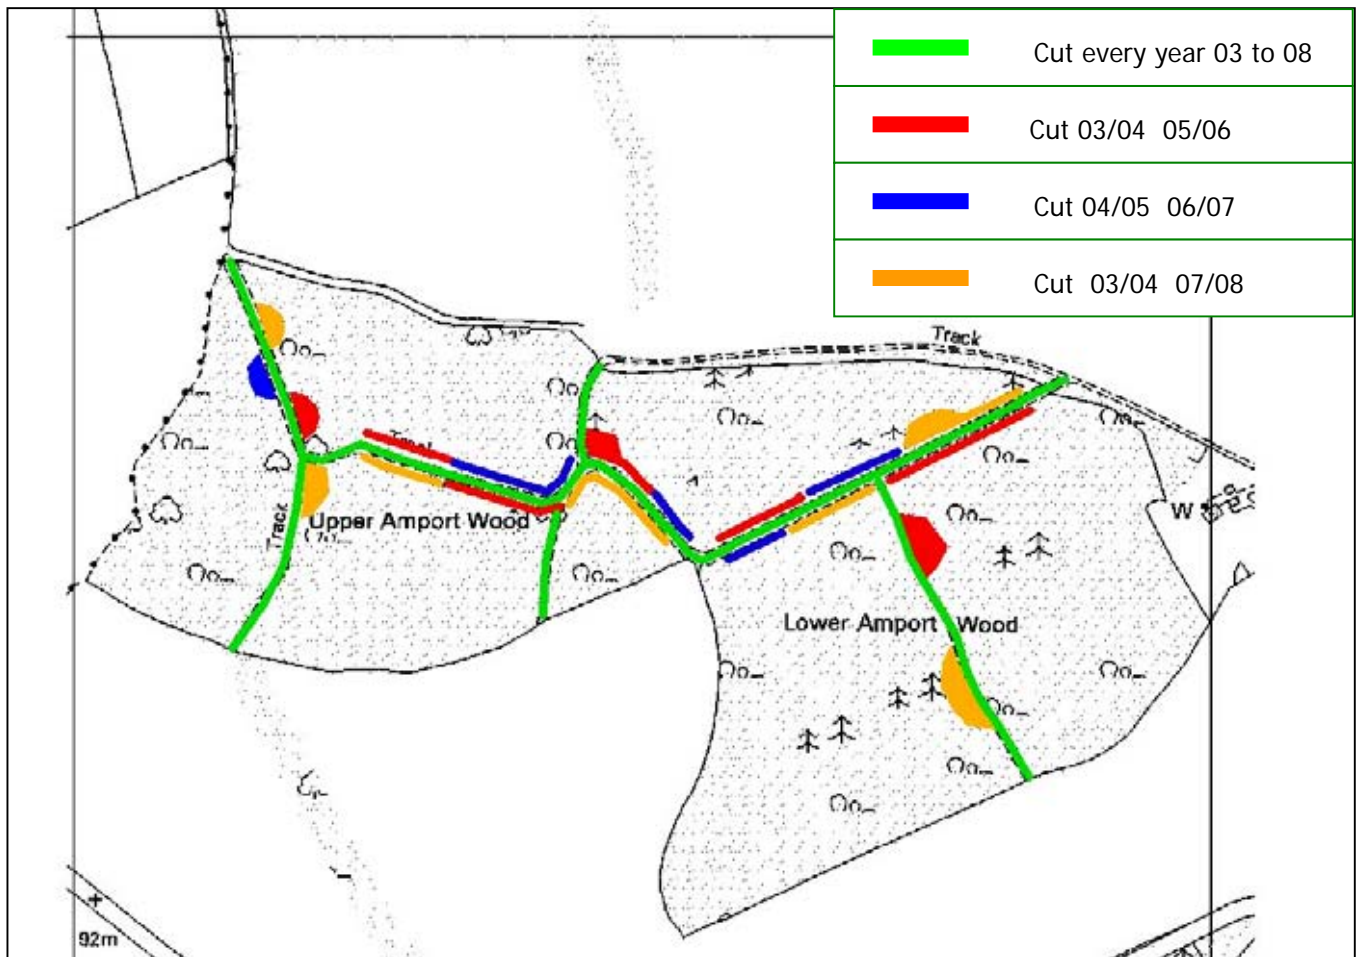 Cut every year 03 to 08
Cut 03/04  05/06
Cut 04/05  06/07
Cut  03/04  07/08
Track
Upper Amport Wood
Track
W
Lower Amport Wood
92m